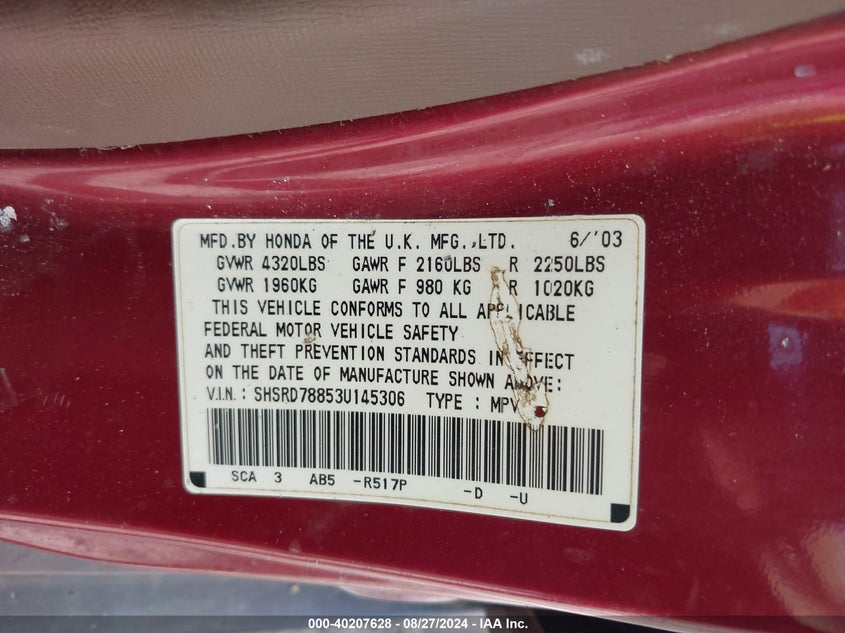 MFD.BY HONDA OF THE U.K. MFG.,LTD. 6/'03
GVWR 4320LBS GAWR F 2160LBS R 2250LBS
GVWR 1960KG GAWR F 980 KG R 1020KG
THIS VEHICLE CONFORMS TO ALL APPLICABLE
FEDERAL MOTOR VEHICLE SAFETY
AND THEFT PREVENTION STANDARDS IN EFFECT
ON THE DATE OF MANUFACTURE SHOWN ABOVE:
V.I.N.: SHSRD78853U145306 TYPE : MPV
SCA 3 AB5 -R517P -D -U
000-40207628 - 08/27/2024 - IAA Inc.